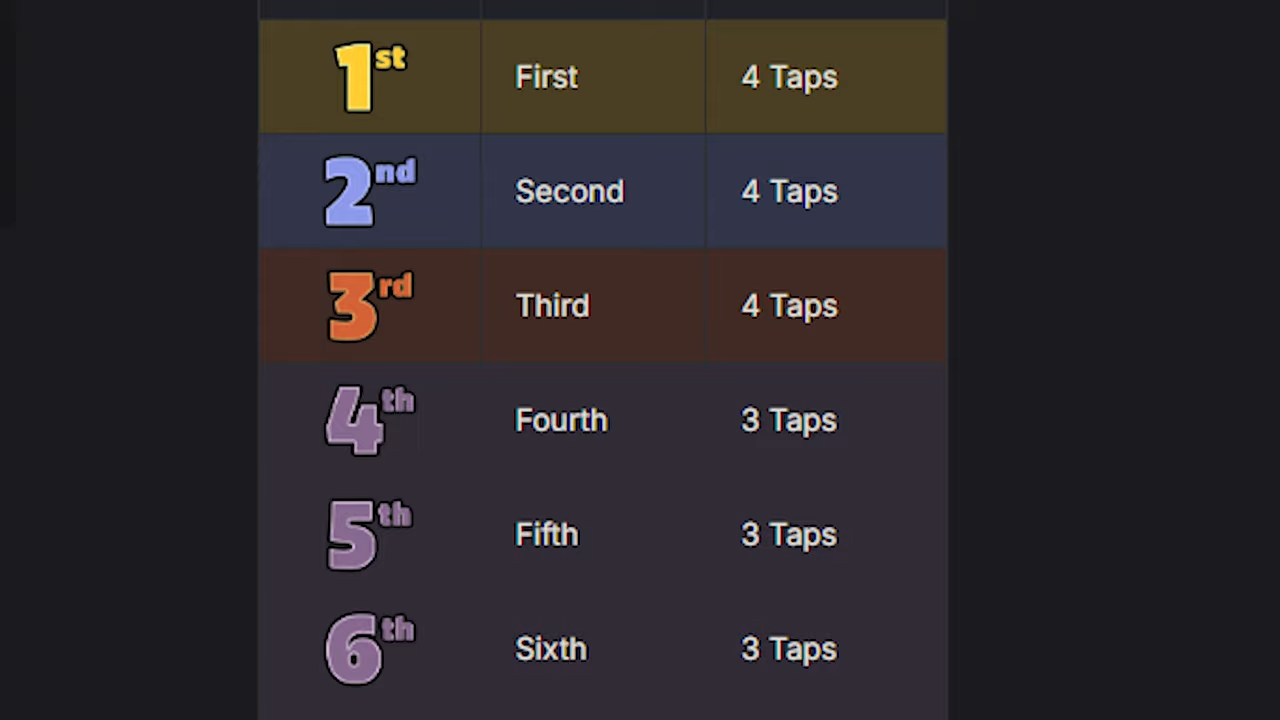 1st First 4 Taps
2nd Second 4 Taps
3rd Third 4 Taps
4th Fourth 3 Taps
5th Fifth 3 Taps
6th Sixth 3 Taps